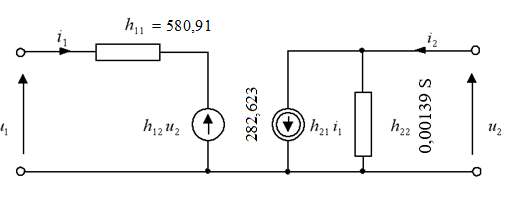 h₁₁ = 580,91
i₁
i₂
u₁
h₁₂ u₂
282,623
h₂₁ i₁
h₂₂
0,00139 S
u₂